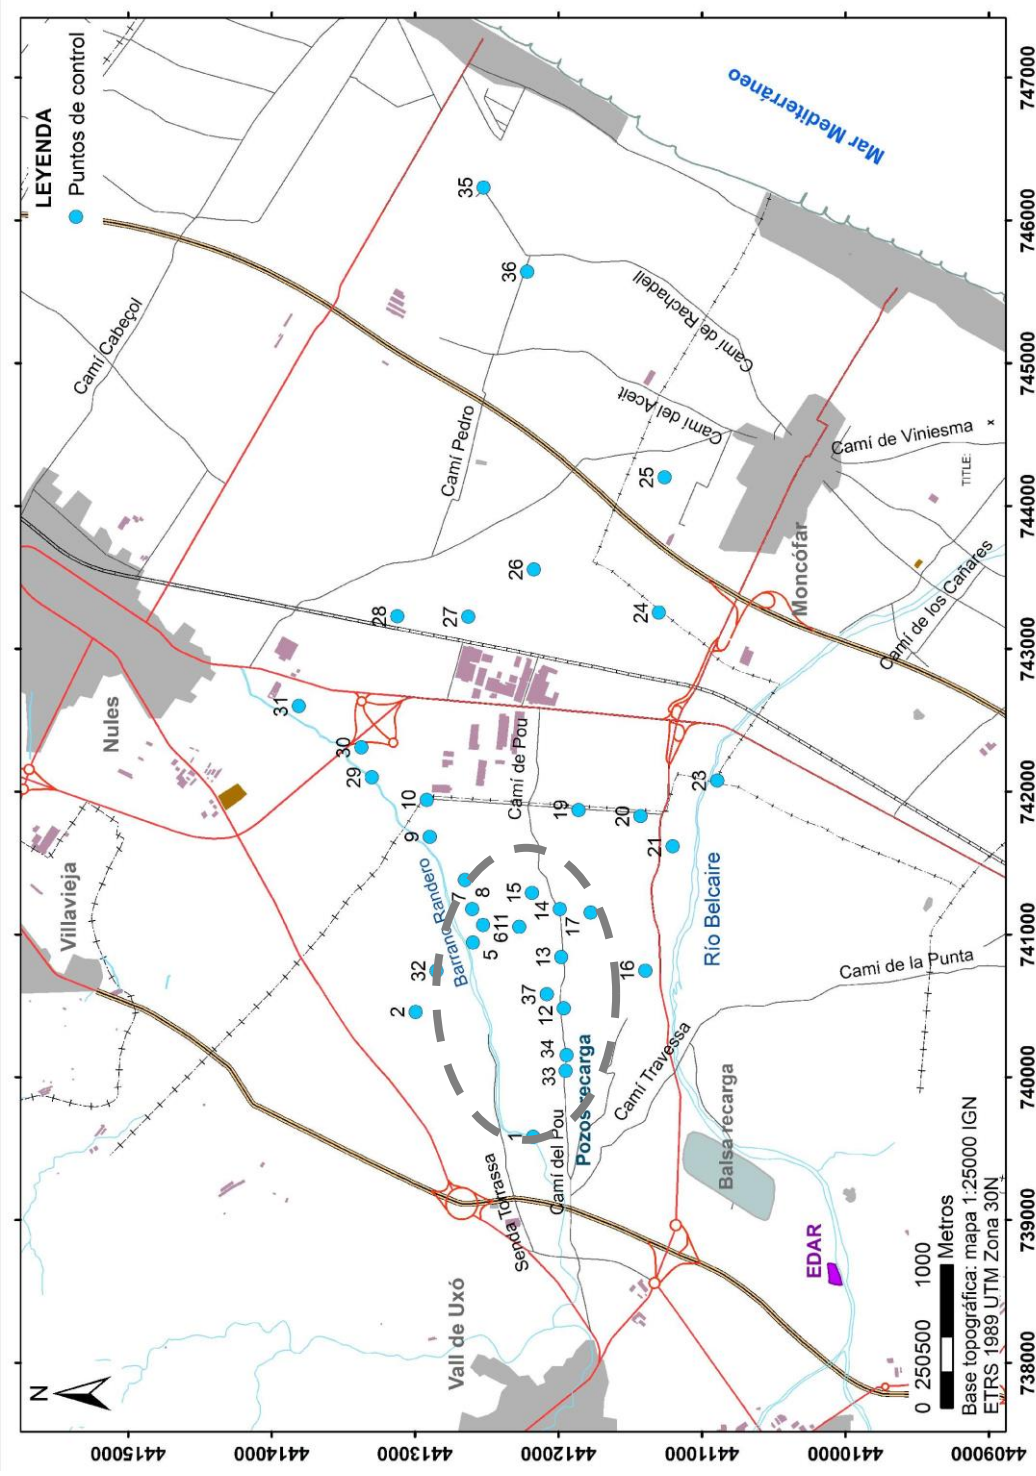 LEYENDA
Puntos de control
N
Mar Mediterráneo
Camí Cabeçol
Camí Pedro
Camí de Rachadell
Camí del Aceit
Camí de Viniesma
x
TITLE:
Camí de los Cañares
Moncófar
Nules
Villavieja
Camí de Pou
Barranc Randero
Río Belcaire
Cami de la Punta
Camí Travessa
Pozos recarga
Camí del Pou
Senda Torrassa
Balsa recarga
EDAR
Vall de Uxó
35
36
25
26
24
28
27
31
30
29
10
9
19
20
21
23
7
8
15
14
17
611
5
32
2
13
16
37
12
34
33
1
0 250500 1000
Metros
Base topográfica: mapa 1:25000 IGN
ETRS 1989 UTM Zona 30N
738000
739000
740000
741000
742000
743000
744000
745000
746000
747000
4415000
4414000
4413000
4412000
4411000
4410000
4409000